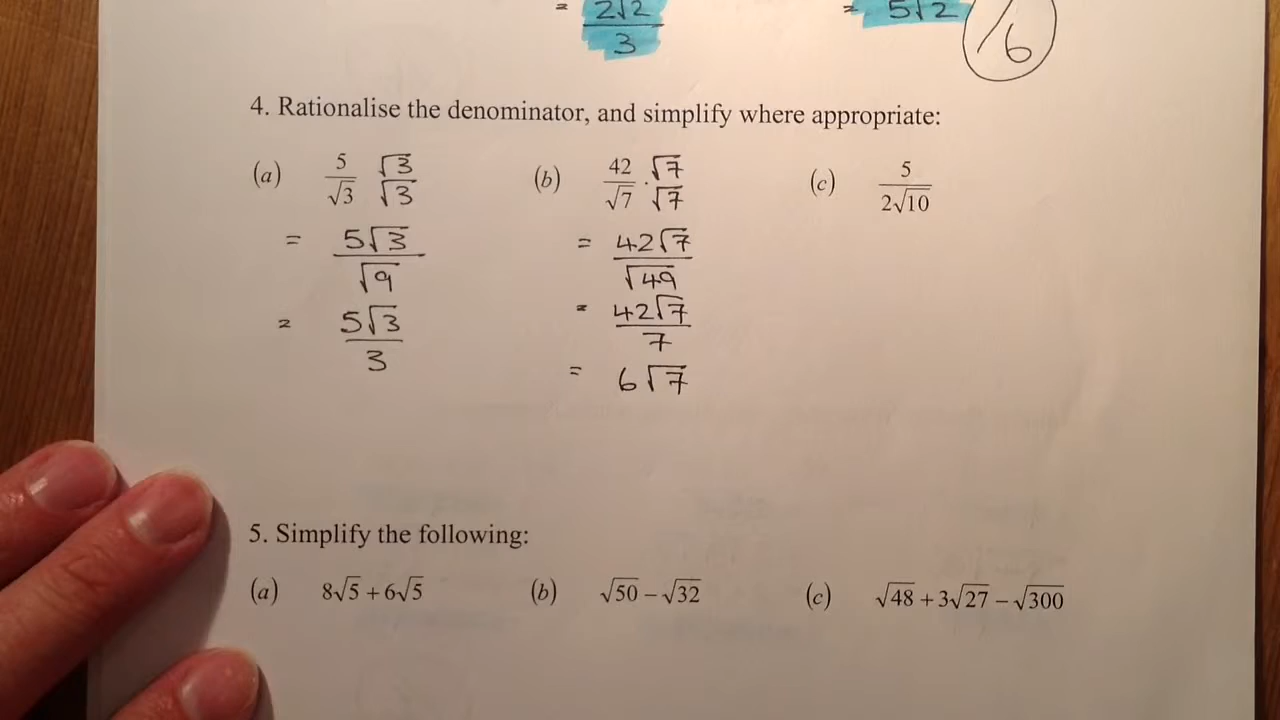 = 2√2/3 = 5√2 /6
4. Rationalise the denominator, and simplify where appropriate:
(a) 5/√3 √3/√3 (b) 42/√7 · √7/√7 (c) 5/(2√10)
= 5√3/√9 = 42√7/√49
= 5√3/3 = 42√7/7
= 6√7
5. Simplify the following:
(a) 8√5 + 6√5 (b) √50 − √32 (c) √48 + 3√27 − √300